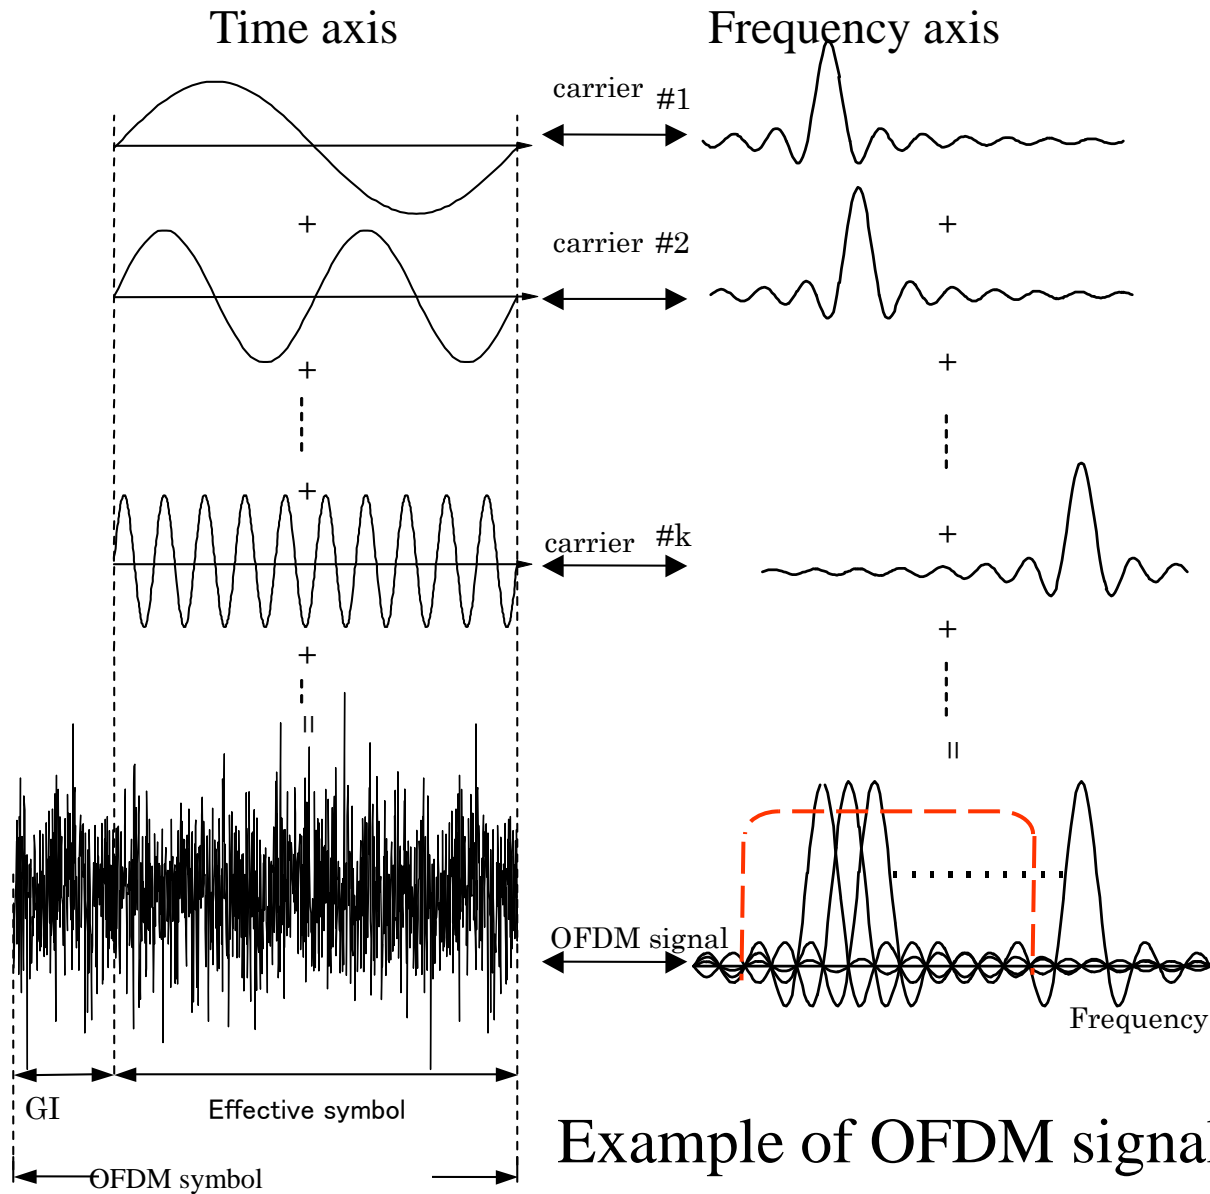 Time axis
Frequency axis
carrier #1
+
+
carrier #2
+
+
+
+
carrier #k
+
+
=
=
OFDM signal
Frequency
GI
Effective symbol
Example of OFDM signal
OFDM symbol